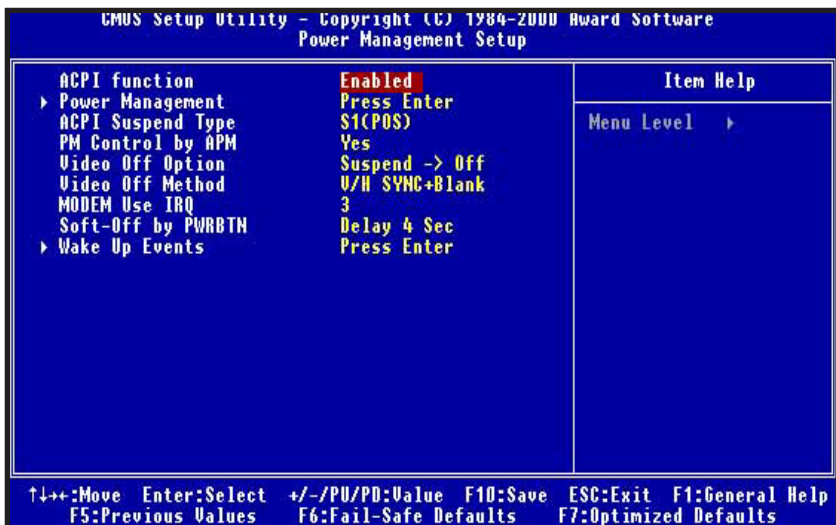 CMOS Setup Utility - Copyright (C) 1984-2000 Award Software
Power Management Setup
ACPI function Enabled
Power Management Press Enter
ACPI Suspend Type S1(POS)
PM Control by APM Yes
Video Off Option Suspend -> Off
Video Off Method V/H SYNC+Blank
MODEM Use IRQ 3
Soft-Off by PWRBTN Delay 4 Sec
Wake Up Events Press Enter
Item Help
Menu Level
↑↓→←:Move Enter:Select +/-/PU/PD:Value F10:Save ESC:Exit F1:General Help
F5:Previous Values F6:Fail-Safe Defaults F7:Optimized Defaults